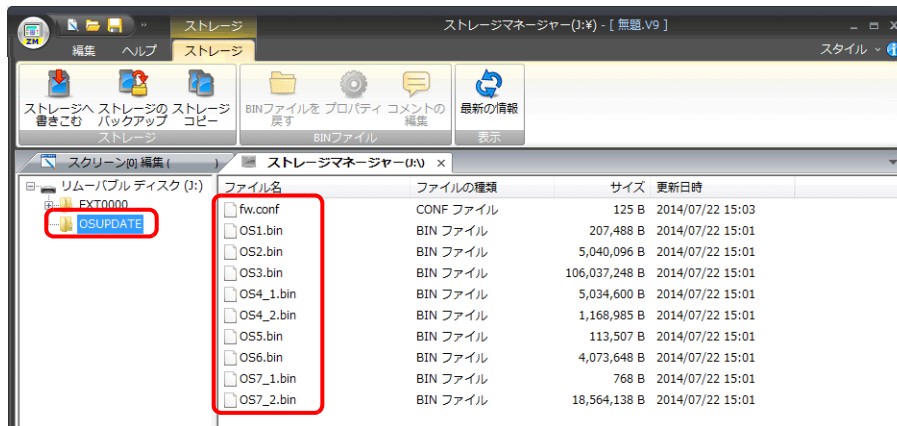 ストレージ
ストレージマネージャー(J:¥) - [ 無題.V9 ]
ZM
編集 ヘルプ ストレージ
スタイル
ストレージへ書きこむ
ストレージのバックアップ
ストレージコピー
BINファイルを戻す
プロパティ
コメントの編集
最新の情報
ストレージ BINファイル 表示
スクリーン[0] 編集 ( ) ストレージマネージャー(J:\) ×
リムーバブル ディスク (J:)
EXT0000
OSUPDATE
ファイル名 ファイルの種類 サイズ 更新日時
fw.conf CONF ファイル 125 B 2014/07/22 15:03
OS1.bin BIN ファイル 207,488 B 2014/07/22 15:01
OS2.bin BIN ファイル 5,040,096 B 2014/07/22 15:01
OS3.bin BIN ファイル 106,037,248 B 2014/07/22 15:01
OS4_1.bin BIN ファイル 5,034,600 B 2014/07/22 15:01
OS4_2.bin BIN ファイル 1,168,985 B 2014/07/22 15:01
OS5.bin BIN ファイル 113,507 B 2014/07/22 15:01
OS6.bin BIN ファイル 4,073,648 B 2014/07/22 15:01
OS7_1.bin BIN ファイル 768 B 2014/07/22 15:01
OS7_2.bin BIN ファイル 18,564,138 B 2014/07/22 15:01